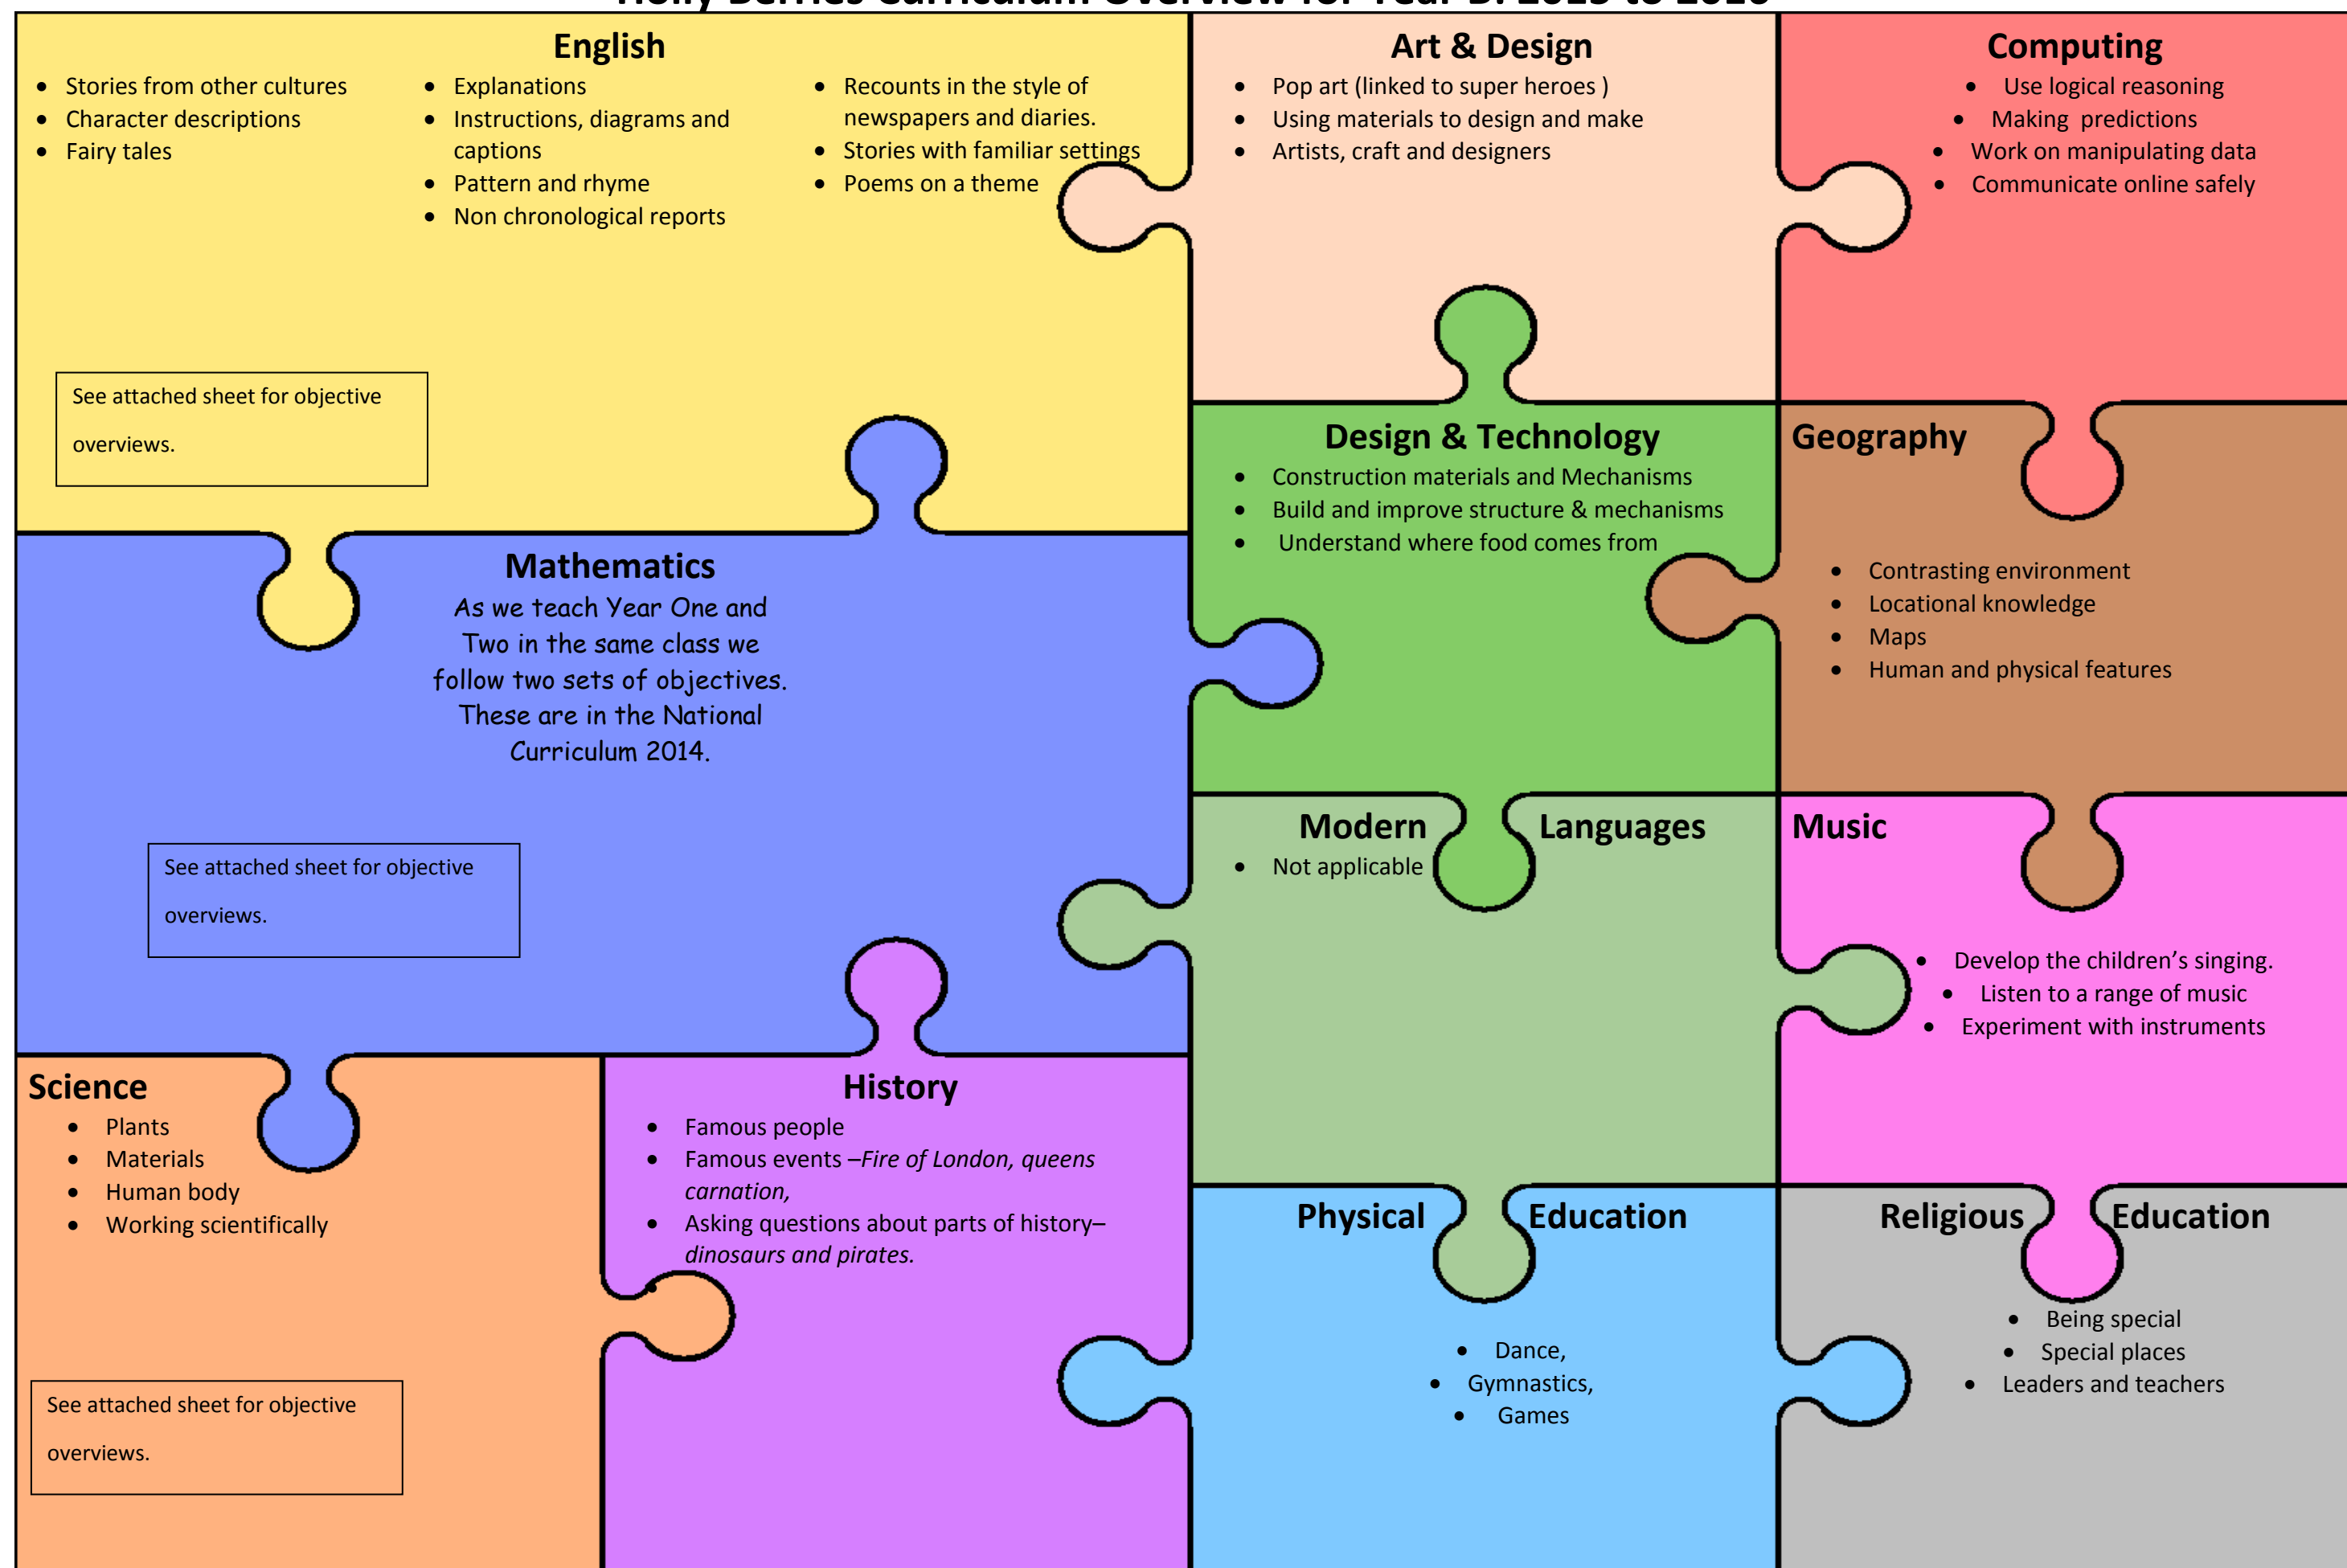 Holly Berries Curriculum Overview for Year B: 2015 to 2016
English
• Stories from other cultures
• Character descriptions
• Fairy tales
• Explanations
• Instructions, diagrams and
captions
• Pattern and rhyme
• Non chronological reports
• Recounts in the style of
newspapers and diaries.
• Stories with familiar settings
• Poems on a theme
See attached sheet for objective
overviews.
Art & Design
• Pop art (linked to super heroes )
• Using materials to design and make
• Artists, craft and designers
Computing
• Use logical reasoning
• Making predictions
• Work on manipulating data
• Communicate online safely
Mathematics
As we teach Year One and
Two in the same class we
follow two sets of objectives.
These are in the National
Curriculum 2014.
See attached sheet for objective
overviews.
Design & Technology
• Construction materials and Mechanisms
• Build and improve structure & mechanisms
• Understand where food comes from
Geography
• Contrasting environment
• Locational knowledge
• Maps
• Human and physical features
Modern Languages
• Not applicable
Music
• Develop the children’s singing.
• Listen to a range of music
• Experiment with instruments
Science
• Plants
• Materials
• Human body
• Working scientifically
See attached sheet for objective
overviews.
History
• Famous people
• Famous events –Fire of London, queens
carnation,
• Asking questions about parts of history–
dinosaurs and pirates.
•
Physical Education
• Dance,
• Gymnastics,
• Games
Religious Education
• Being special
• Special places
• Leaders and teachers